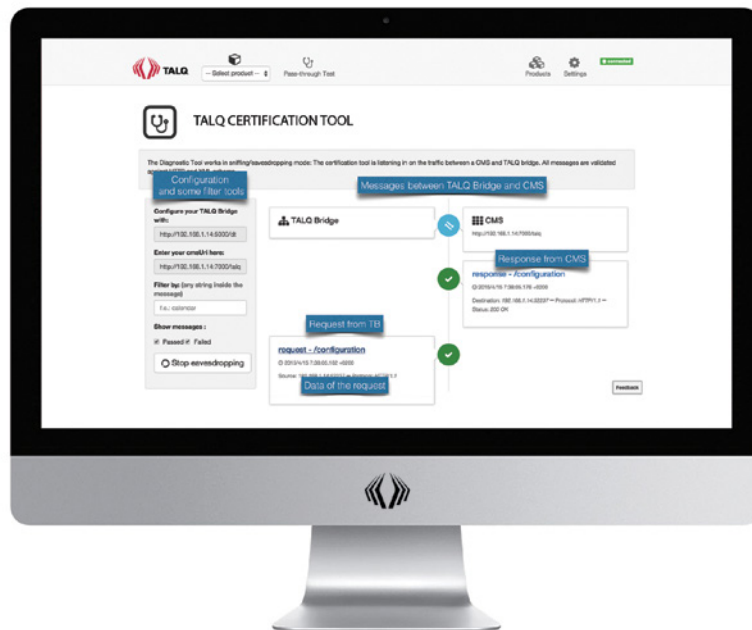 TALQ
-- Select product --
Pass-through Test
Products
Settings
connected
TALQ CERTIFICATION TOOL
The Diagnostic Tool works in sniffing/eavesdropping mode: The certification tool is listening in on the traffic between a CMS and TALQ bridge. All messages are validated
Configuration
and some filter tools
Messages between TALQ Bridge and CMS
Configure your TALQ Bridge
with:
Enter your cmsUri here:
Filter by: (any string inside the
message)
f.e.: calendar
Show messages :
Passed
Failed
Stop eavesdropping
TALQ Bridge
CMS
Response from CMS
response - /configuration
Status: 200 OK
Request from TB
request - /configuration
Data of the request
Feedback